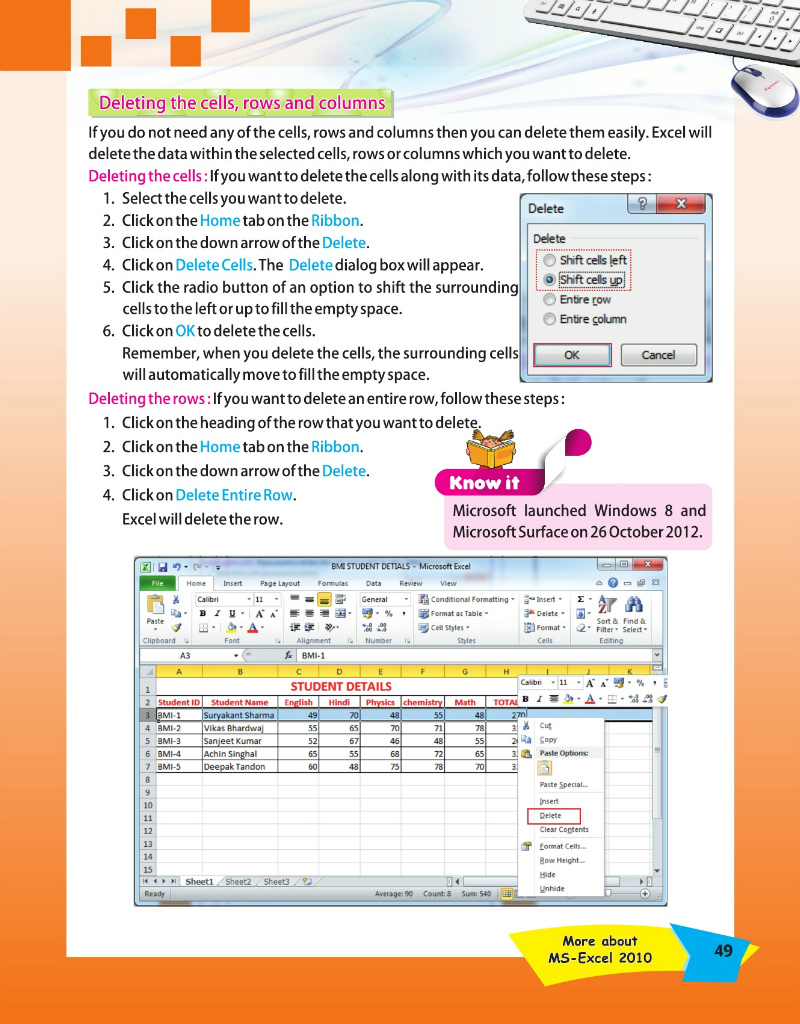 Deleting the cells, rows and columns
If you do not need any of the cells, rows and columns then you can delete them easily. Excel will
delete the data within the selected cells, rows or columns which you want to delete.
Deleting the cells : If you want to delete the cells along with its data, follow these steps :
1. Select the cells you want to delete.
2. Click on the Home tab on the Ribbon.
3. Click on the down arrow of the Delete.
4. Click on Delete Cells. The Delete dialog box will appear.
5. Click the radio button of an option to shift the surrounding
cells to the left or up to fill the empty space.
6. Click on OK to delete the cells.
Remember, when you delete the cells, the surrounding cells
will automatically move to fill the empty space.
Delete
Delete
Shift cells left
Shift cells up
Entire row
Entire column
OK Cancel
Deleting the rows : If you want to delete an entire row, follow these steps :
1. Click on the heading of the row that you want to delete.
2. Click on the Home tab on the Ribbon.
3. Click on the down arrow of the Delete.
4. Click on Delete Entire Row.
Excel will delete the row.
Know it
Microsoft launched Windows 8 and
Microsoft Surface on 26 October 2012.
BMI STUDENT DETIALS - Microsoft Excel
File Home Insert Page Layout Formulas Data Review View
Calibri 11 General Conditional Formatting Insert
Paste B I U A A Format as Table Delete Sort & Find &
Cell Styles Format Filter Select
Clipboard Font Alignment Number Styles Cells Editing
A3 fx BMI-1
A B C D E F G H I J K
1 STUDENT DETAILS
2 Student ID Student Name English Hindi Physics chemistry Math TOTAL
3 BMI-1 Suryakant Sharma 49 70 48 55 48 270
4 BMI-2 Vikas Bhardwaj 55 65 70 71 78
5 BMI-3 Sanjeet Kumar 52 67 46 48 55
6 BMI-4 Achin Singhal 65 55 68 72 65
7 BMI-5 Deepak Tandon 60 48 75 78 70
8
9
10
11
12
13
14
15
Calibri 11 A A % ,
B I A
Cut
Copy
Paste Options:
Paste Special...
Insert
Delete
Clear Contents
Format Cells...
Row Height...
Hide
Unhide
Sheet1 Sheet2 Sheet3
Ready Average: 90 Count: 8 Sum: 540
More about
MS-Excel 2010
49